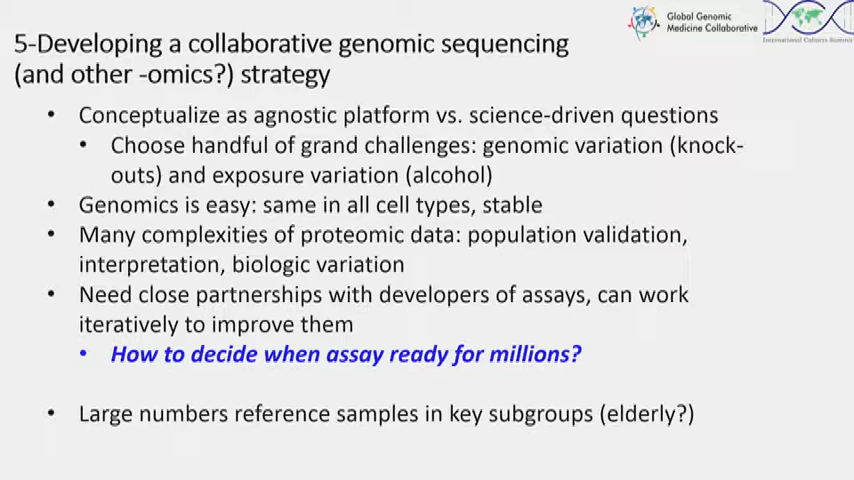 Global Genomic
Medicine Collaborative
International Cohorts Summit
5-Developing a collaborative genomic sequencing
(and other -omics?) strategy
• Conceptualize as agnostic platform vs. science-driven questions
• Choose handful of grand challenges: genomic variation (knock-
outs) and exposure variation (alcohol)
• Genomics is easy: same in all cell types, stable
• Many complexities of proteomic data: population validation,
interpretation, biologic variation
• Need close partnerships with developers of assays, can work
iteratively to improve them
• How to decide when assay ready for millions?
• Large numbers reference samples in key subgroups (elderly?)